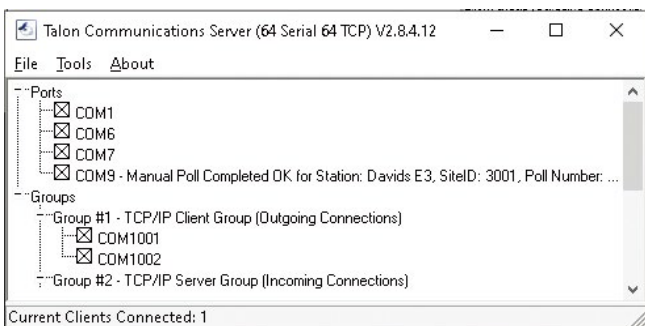 Talon Communications Server (64 Serial 64 TCP) V2.8.4.12
File Tools About
Ports
COM1
COM6
COM7
COM9 - Manual Poll Completed OK for Station: Davids E3, SiteID: 3001, Poll Number: ...
Groups
Group #1 - TCP/IP Client Group (Outgoing Connections)
COM1001
COM1002
Group #2 - TCP/IP Server Group (Incoming Connections)
Current Clients Connected: 1